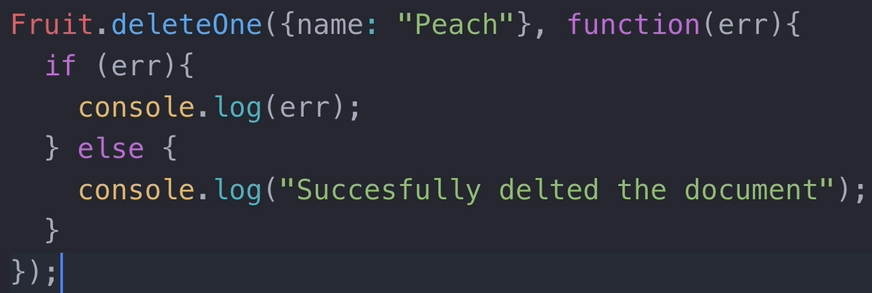 Fruit.deleteOne({name: "Peach"}, function(err){
  if (err){
    console.log(err);
  } else {
    console.log("Succesfully delted the document");
  }
});